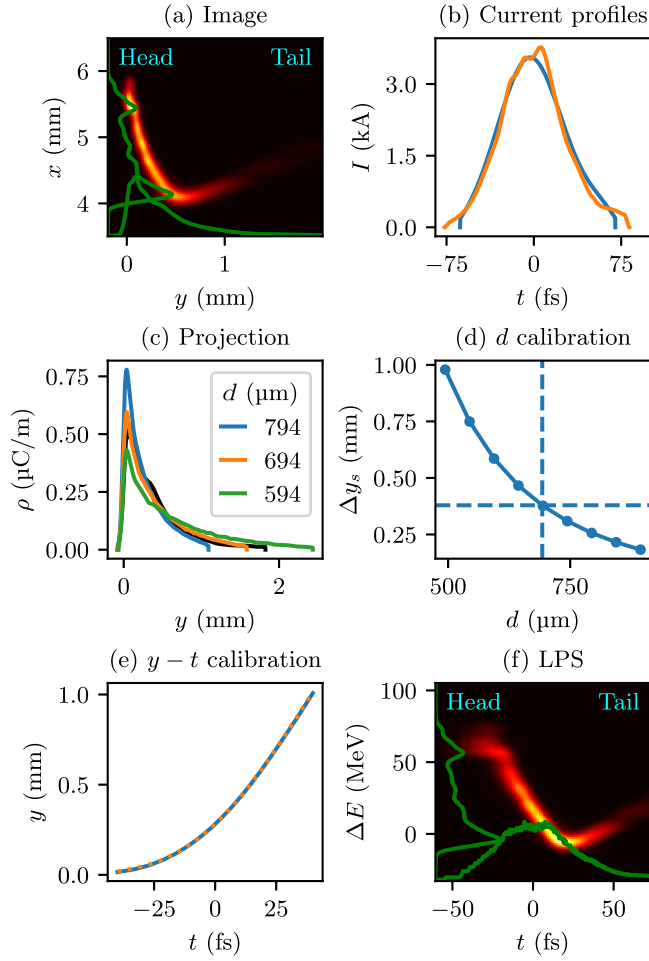 (a) Image
Head
Tail
6
5
4
x (mm)
0
1
y (mm)
(b) Current profiles
3.0
1.5
0.0
I (kA)
−75
0
75
t (fs)
(c) Projection
d (µm)
794
694
594
0.75
0.50
0.25
0.00
ρ (µC/m)
0
2
y (mm)
(d) d calibration
1.00
0.75
0.50
0.25
Δy_s (mm)
500
750
d (µm)
(e) y − t calibration
1.0
0.5
0.0
y (mm)
−25
0
25
t (fs)
(f) LPS
Head
Tail
100
50
0
ΔE (MeV)
−50
0
50
t (fs)